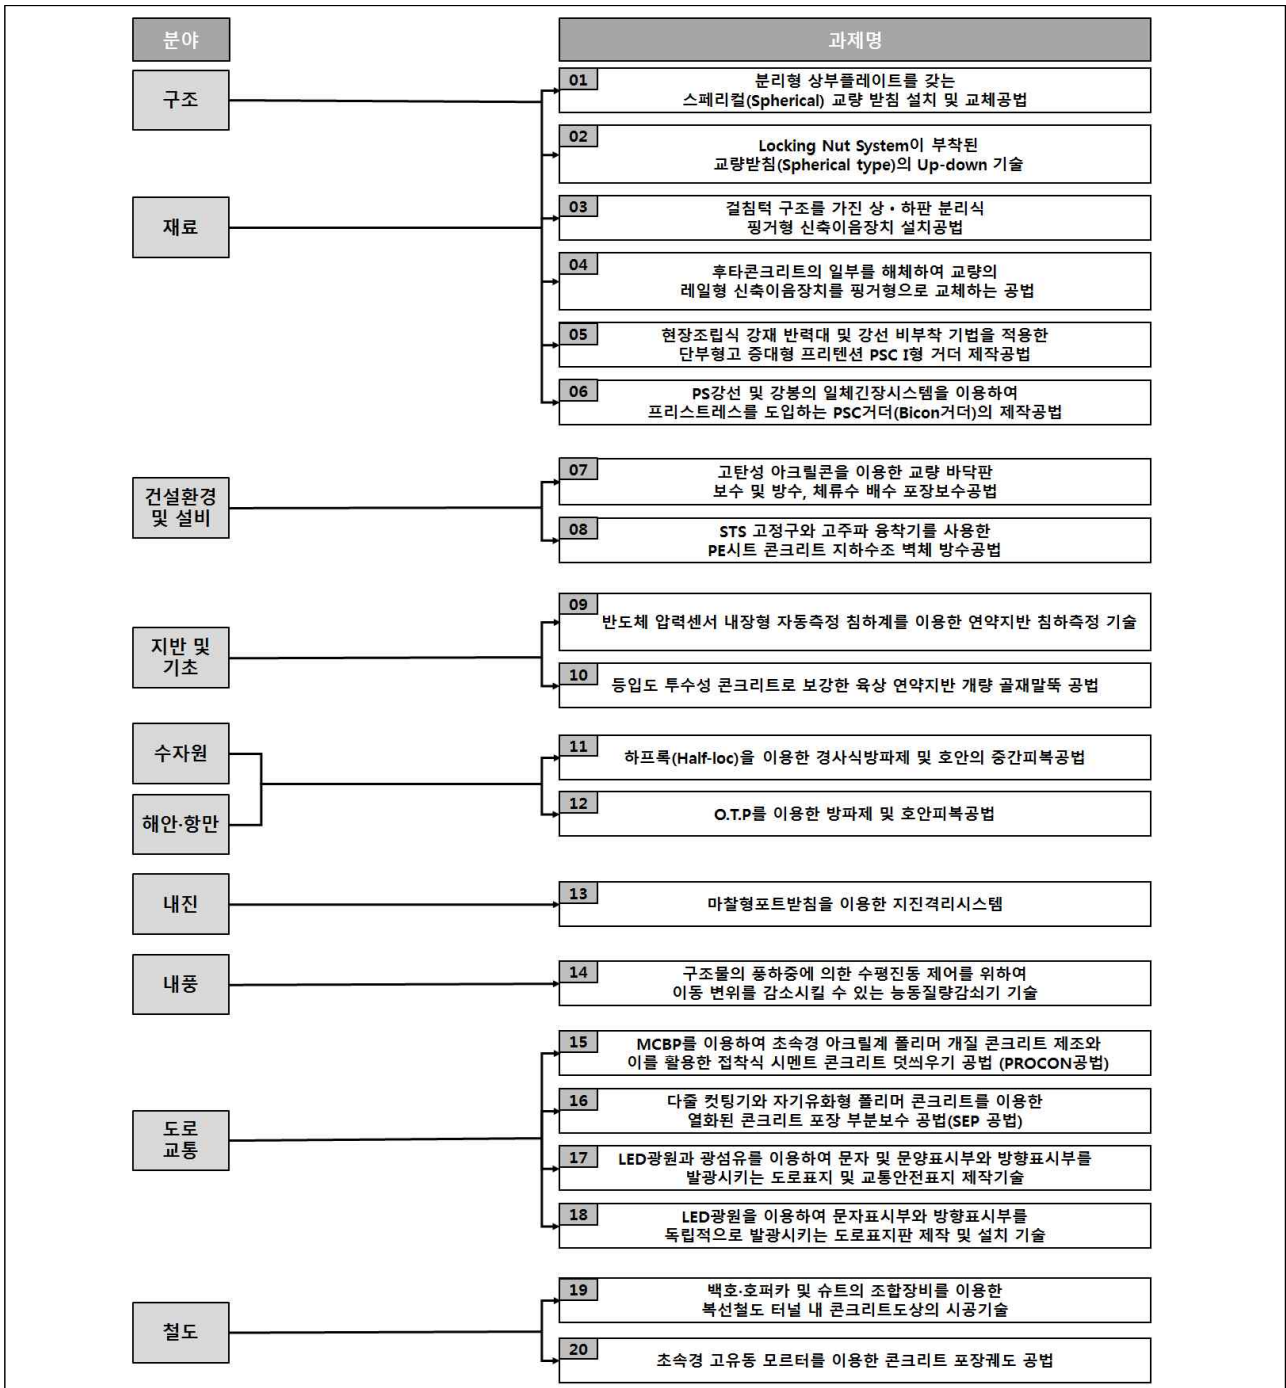 분야
과제명
구조
01
분리형 상부플레이트를 갖는
스페리컬(Spherical) 교량 받침 설치 및 교체공법
02
Locking Nut System이 부착된
교량받침(Spherical type)의 Up-down 기술
재료
03
걸침턱 구조를 가진 상·하판 분리식
핑거형 신축이음장치 설치공법
04
후타콘크리트의 일부를 해체하여 교량의
레일형 신축이음장치를 핑거형으로 교체하는 공법
05
현장조립식 강재 반력대 및 강선 비부착 기법을 적용한
단부형고 증대형 프리텐션 PSC I형 거더 제작공법
06
PS강선 및 강봉의 일체긴장시스템을 이용하여
프리스트레스를 도입하는 PSC거더(Bicon거더)의 제작공법
건설환경
및 설비
07
고탄성 아크릴콘을 이용한 교량 바닥판
보수 및 방수, 체류수 배수 포장보수공법
08
STS 고정구와 고주파 융착기를 사용한
PE시트 콘크리트 지하수조 벽체 방수공법
지반 및
기초
09
반도체 압력센서 내장형 자동측정 침하계를 이용한 연약지반 침하측정 기술
10
등입도 투수성 콘크리트로 보강한 육상 연약지반 개량 골재말뚝 공법
수자원
해안·항만
11
하프록(Half-loc)을 이용한 경사식방파제 및 호안의 중간피복공법
12
O.T.P를 이용한 방파제 및 호안피복공법
내진
13
마찰형포트받침을 이용한 지진격리시스템
내풍
14
구조물의 풍하중에 의한 수평진동 제어를 위하여
이동 변위를 감소시킬 수 있는 능동질량감쇠기 기술
도로
교통
15
MCBP를 이용하여 초속경 아크릴계 폴리머 개질 콘크리트 제조와
이를 활용한 접착식 시멘트 콘크리트 덧씌우기 공법 (PROCON공법)
16
다줄 컷팅기와 자기유화형 폴리머 콘크리트를 이용한
열화된 콘크리트 포장 부분보수 공법(SEP 공법)
17
LED광원과 광섬유를 이용하여 문자 및 문양표시부와 방향표시부를
발광시키는 도로표지 및 교통안전표지 제작기술
18
LED광원을 이용하여 문자표시부와 방향표시부를
독립적으로 발광시키는 도로표지판 제작 및 설치 기술
철도
19
백호·호퍼카 및 슈트의 조합장비를 이용한
복선철도 터널 내 콘크리트도상의 시공기술
20
초속경 고유동 모르터를 이용한 콘크리트 포장궤도 공법